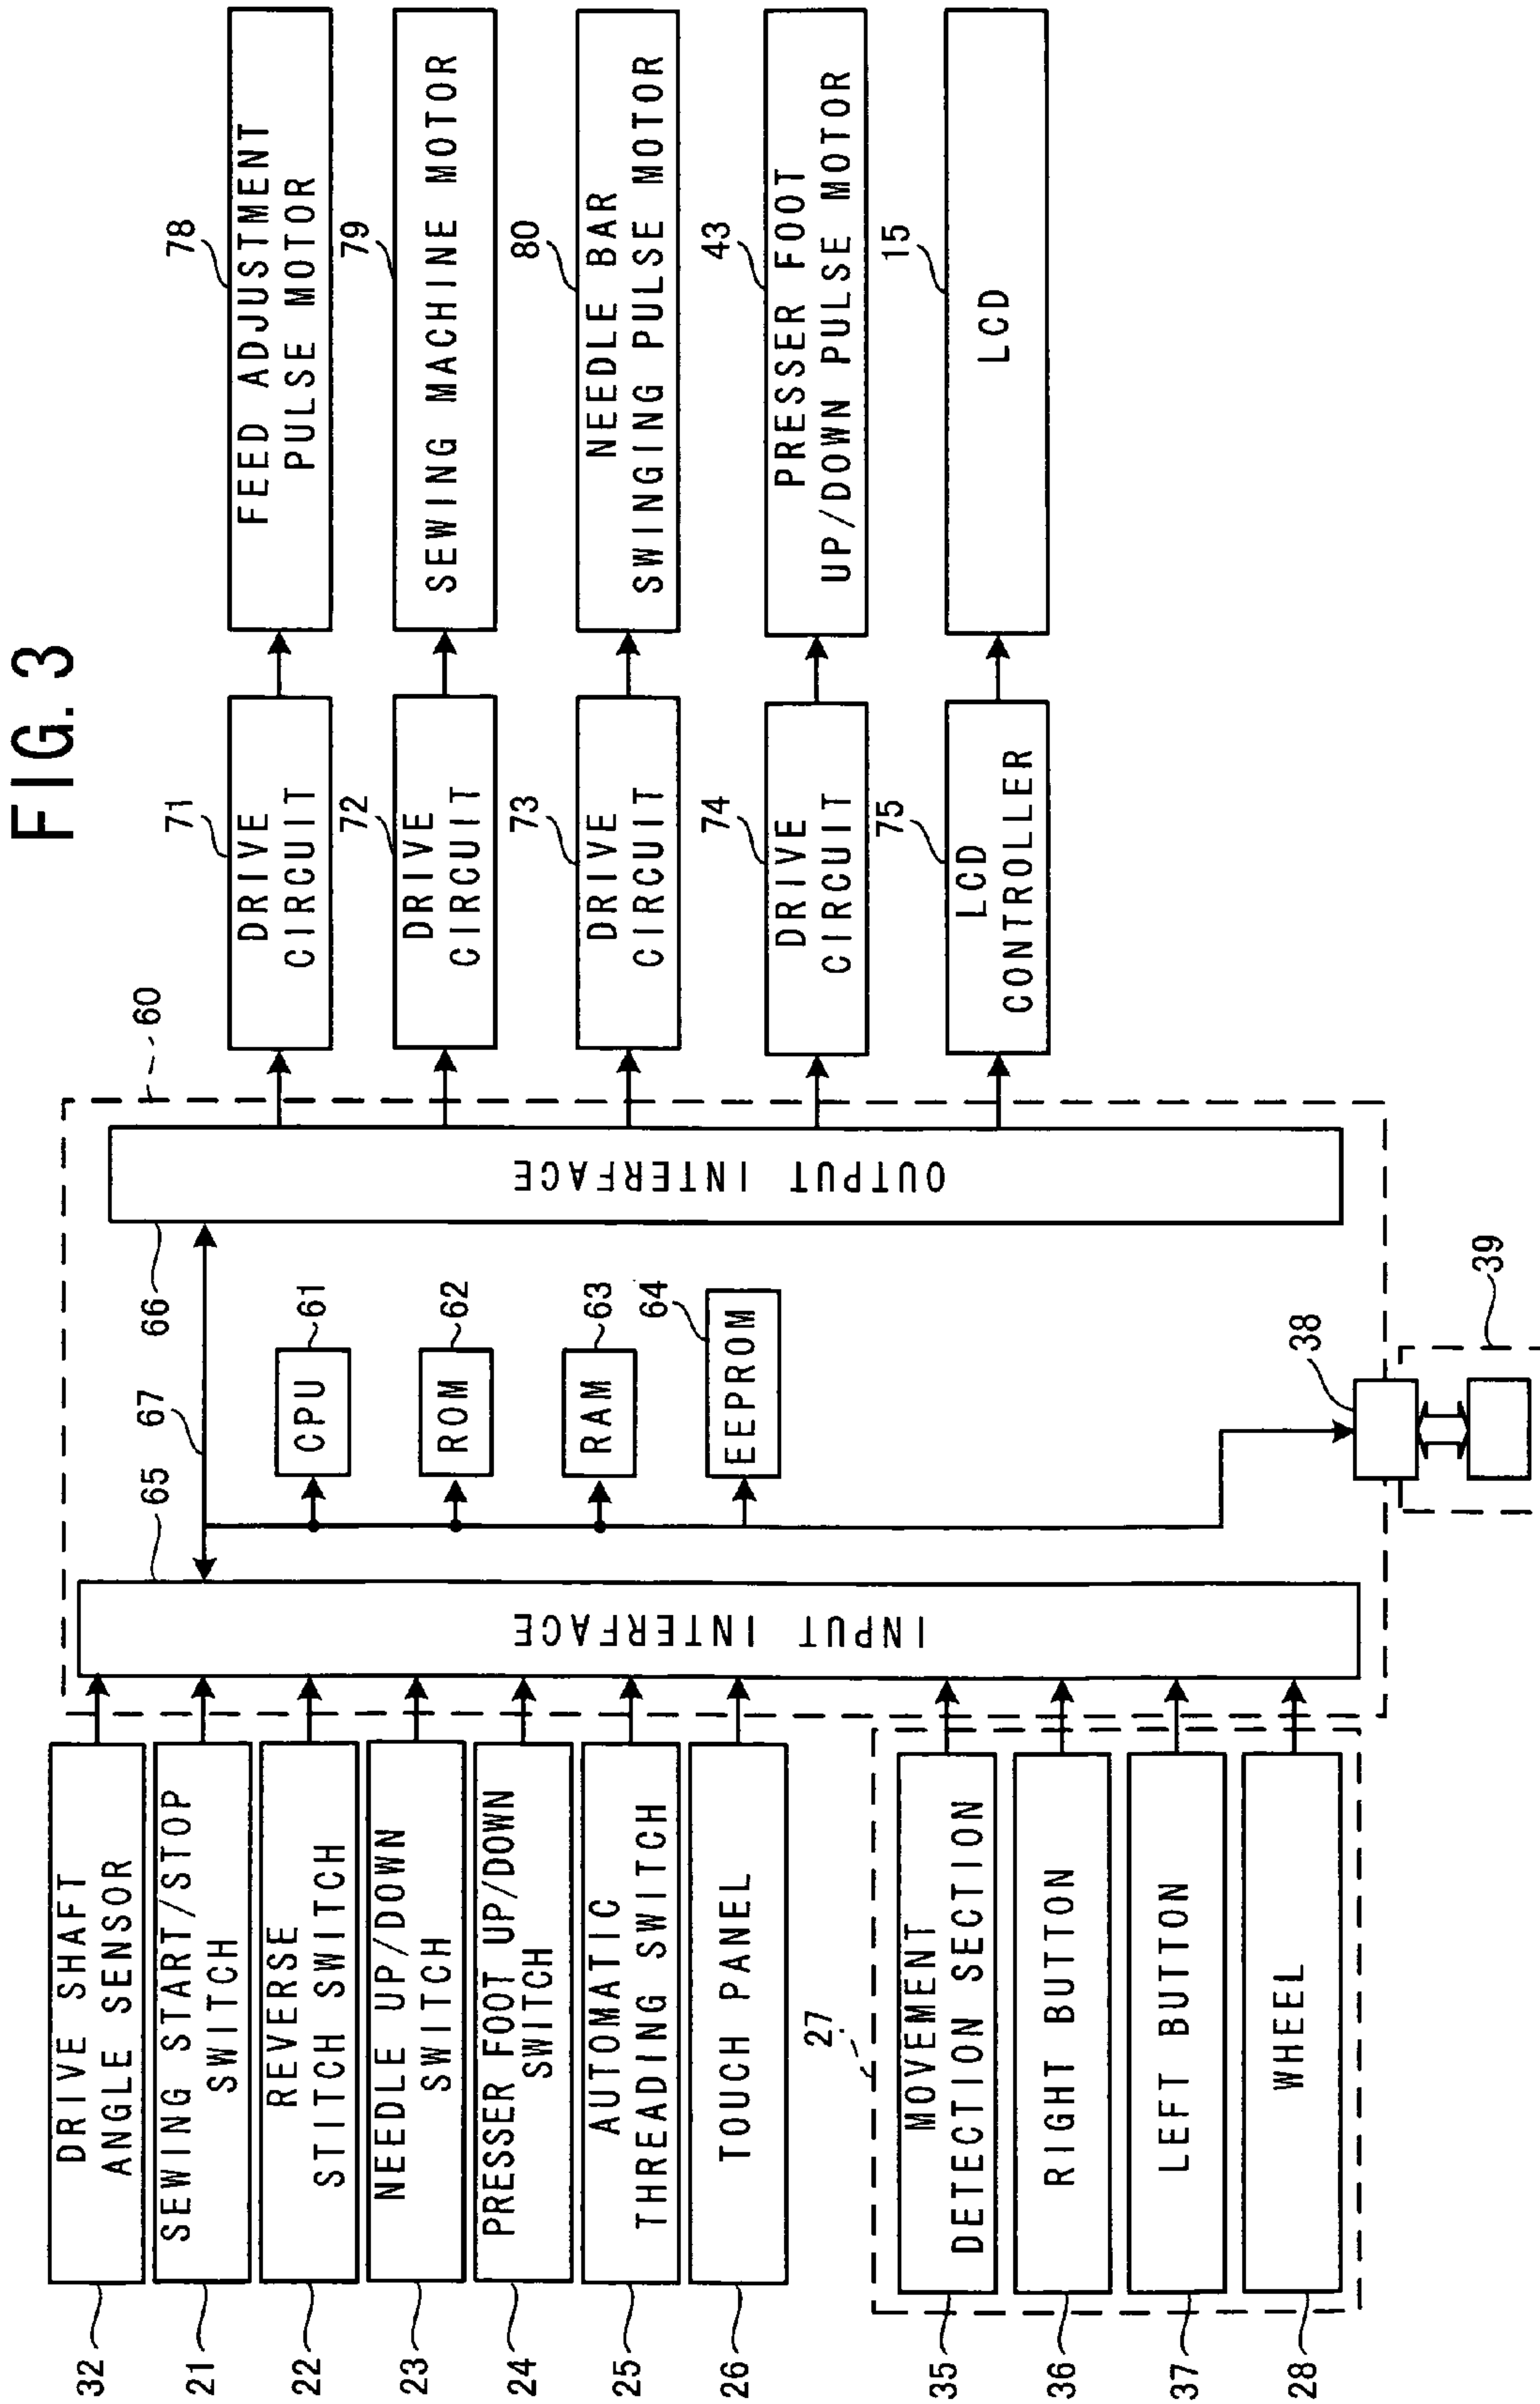 FIG. 3
32
DRIVE SHAFT
ANGLE SENSOR
21
SEWING START/STOP
SWITCH
22
REVERSE
STITCH SWITCH
23
NEEDLE UP/DOWN
SWITCH
24
PRESSER FOOT UP/DOWN
SWITCH
25
AUTOMATIC
THREADING SWITCH
26
TOUCH PANEL
27
35
MOVEMENT
DETECTION SECTION
36
RIGHT BUTTON
37
LEFT BUTTON
28
WHEEL
65
INPUT INTERFACE
67
CPU
61
ROM
62
RAM
63
EEPROM
64
38
39
66
OUTPUT INTERFACE
60
71
DRIVE
CIRCUIT
78
FEED ADJUSTMENT
PULSE MOTOR
72
DRIVE
CIRCUIT
79
SEWING MACHINE MOTOR
73
DRIVE
CIRCUIT
80
NEEDLE BAR
SWINGING PULSE MOTOR
74
DRIVE
CIRCUIT
43
PRESSER FOOT
UP/DOWN PULSE MOTOR
75
LCD
CONTROLLER
15
LCD